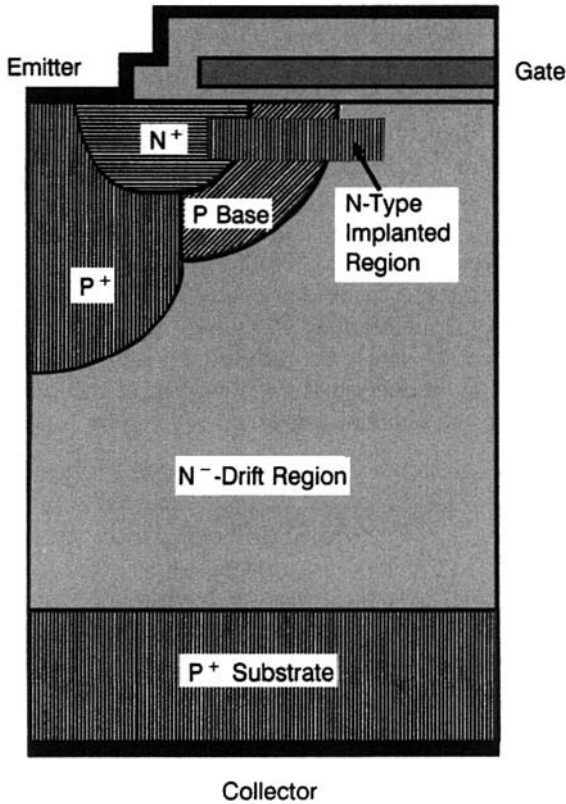 Emitter
Gate
N+
P Base
N-Type
Implanted
Region
P+
N⁻-Drift Region
P+ Substrate
Collector